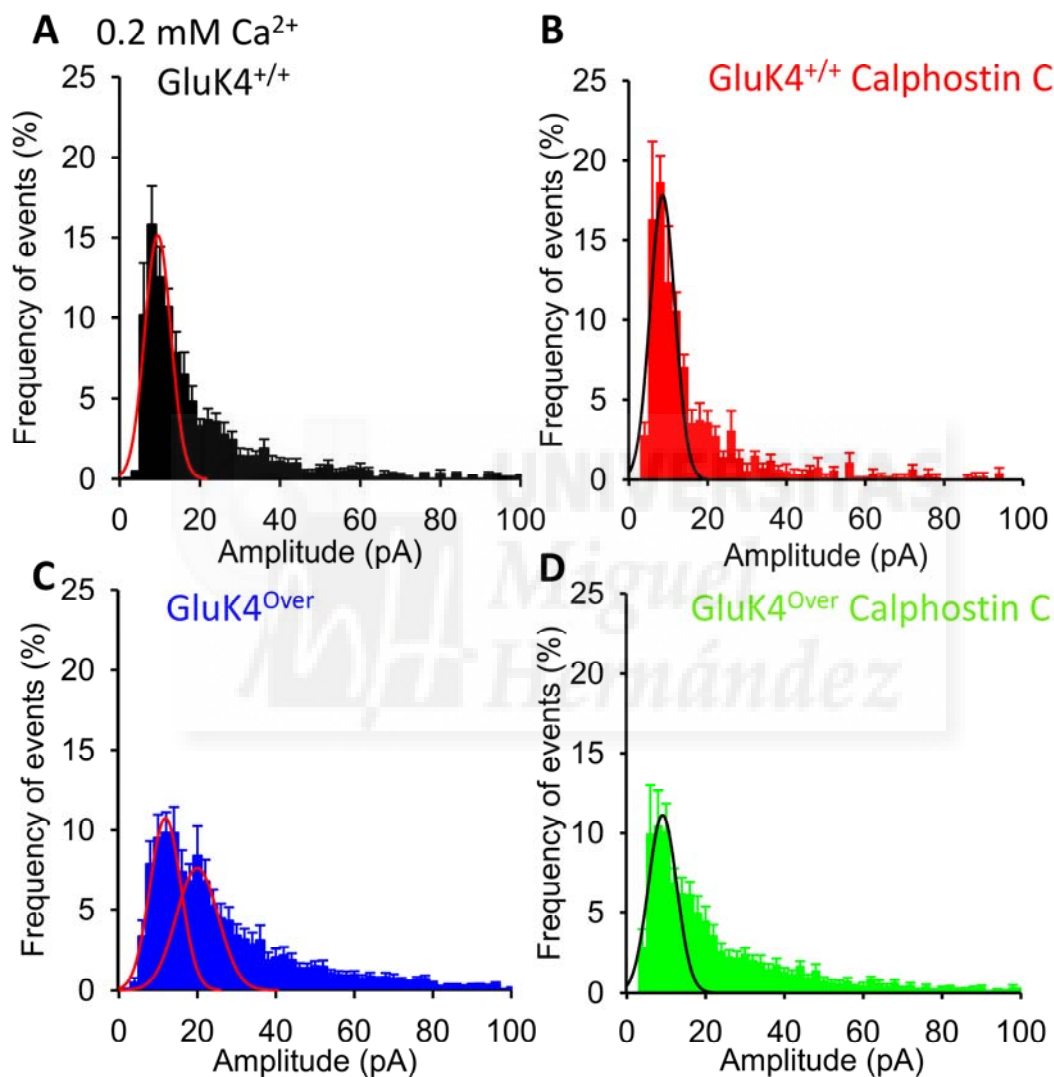 A 0.2 mM Ca²⁺
GluK4⁺/⁺
Frequency of events (%)
25
20
15
10
5
0
0 20 40 60 80 100
Amplitude (pA)
B
GluK4⁺/⁺ Calphostin C
Frequency of events (%)
25
20
15
10
5
0
0 20 40 60 80 100
Amplitude (pA)
C
GluK4ᴼᵛᵉʳ
Frequency of events (%)
25
20
15
10
5
0
0 20 40 60 80 100
Amplitude (pA)
D
GluK4ᴼᵛᵉʳ Calphostin C
Frequency of events (%)
25
20
15
10
5
0
0 20 40 60 80 100
Amplitude (pA)
UNIVERSITAS
Miguel
Hernández